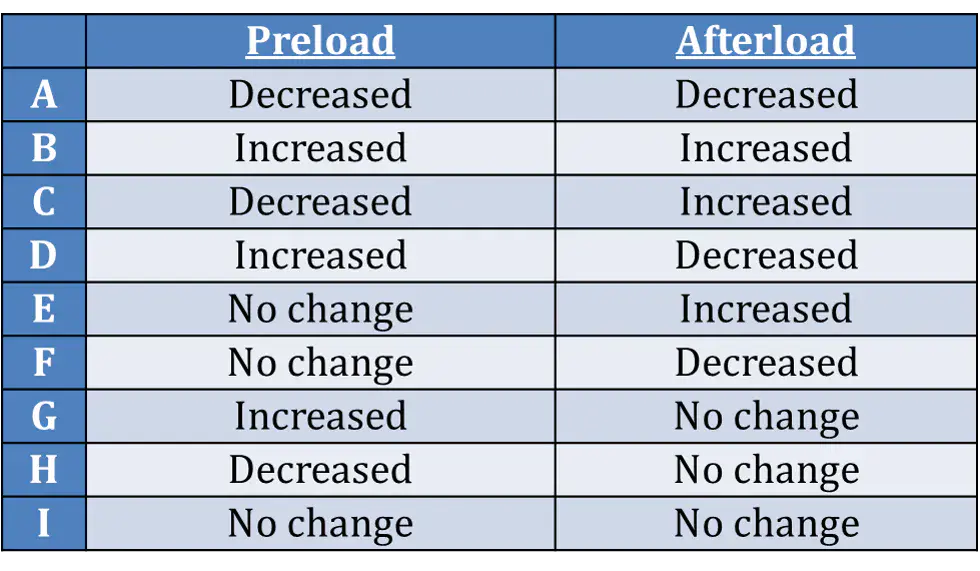 Preload Afterload
A Decreased Decreased
B Increased Increased
C Decreased Increased
D Increased Decreased
E No change Increased
F No change Decreased
G Increased No change
H Decreased No change
I No change No change